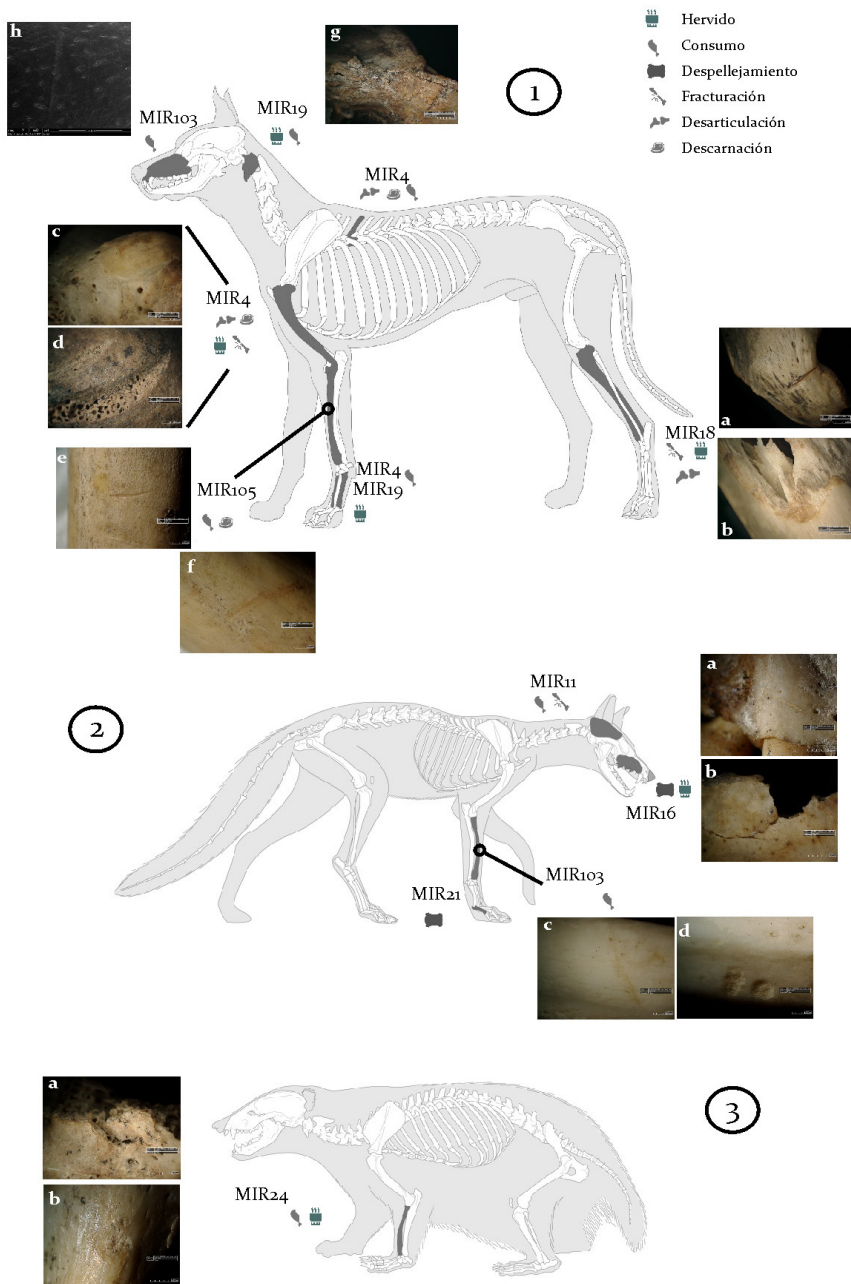 h
g
1
Hervido
Consumo
Despellejamiento
Fracturación
Desarticulación
Descarnación
MIR103
MIR19
MIR4
c
MIR4
d
a
MIR18
b
e
MIR105
MIR4
MIR19
f
2
MIR11
a
b
MIR16
MIR103
MIR21
c
d
3
a
b
MIR24